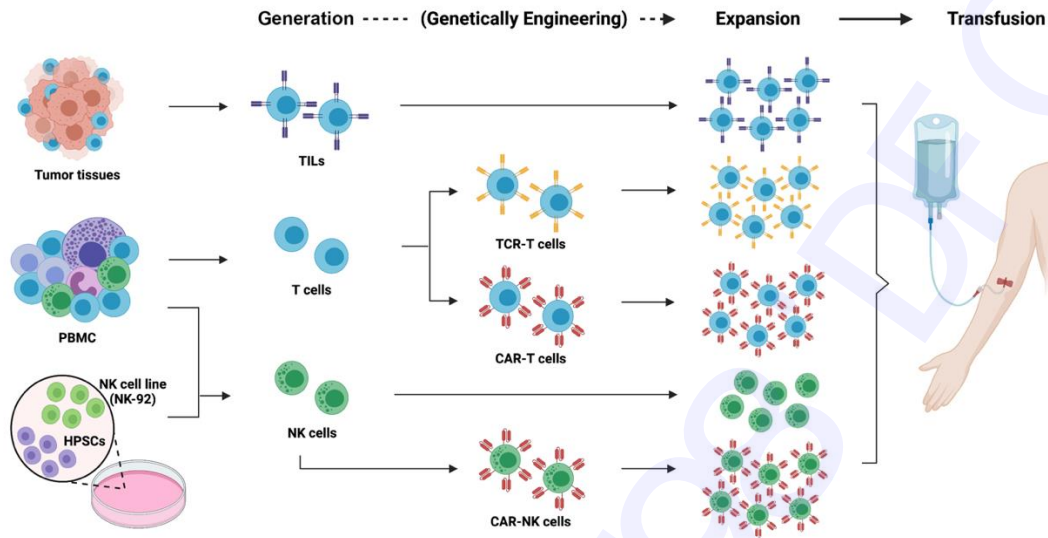 Generation
(Genetically Engineering)
Expansion
Transfusion
Tumor tissues
TILs
TCR-T cells
PBMC
T cells
CAR-T cells
NK cell line
(NK-92)
HPSCs
NK cells
CAR-NK cells